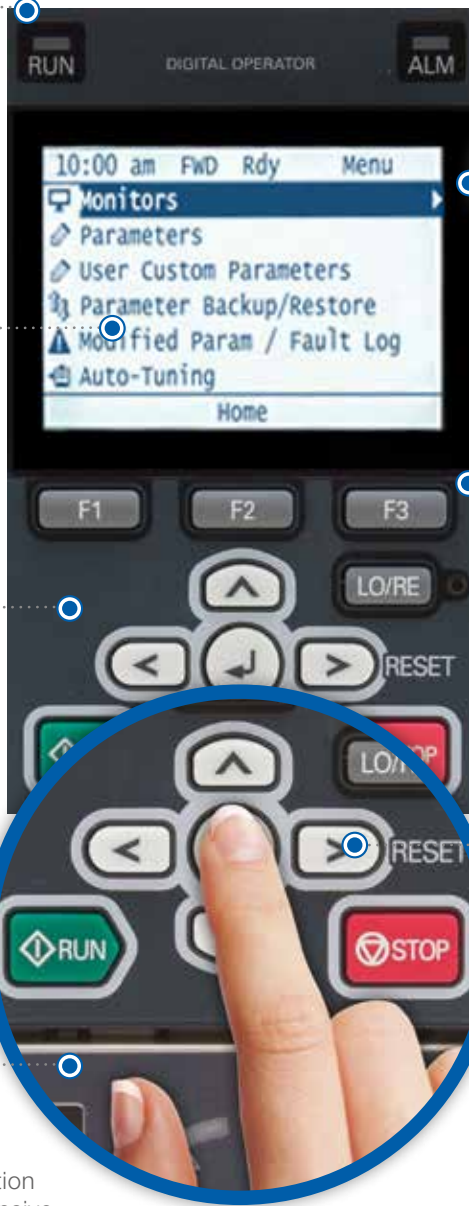 RUN DIGITAL OPERATOR ALM
10:00 am FWD Rdy Menu
Monitors
Parameters
User Custom Parameters
Parameter Backup/Restore
Modified Param / Fault Log
Auto-Tuning
Home
F1 F2 F3
LO/RE
RESET
LO/
RESET
RUN STOP